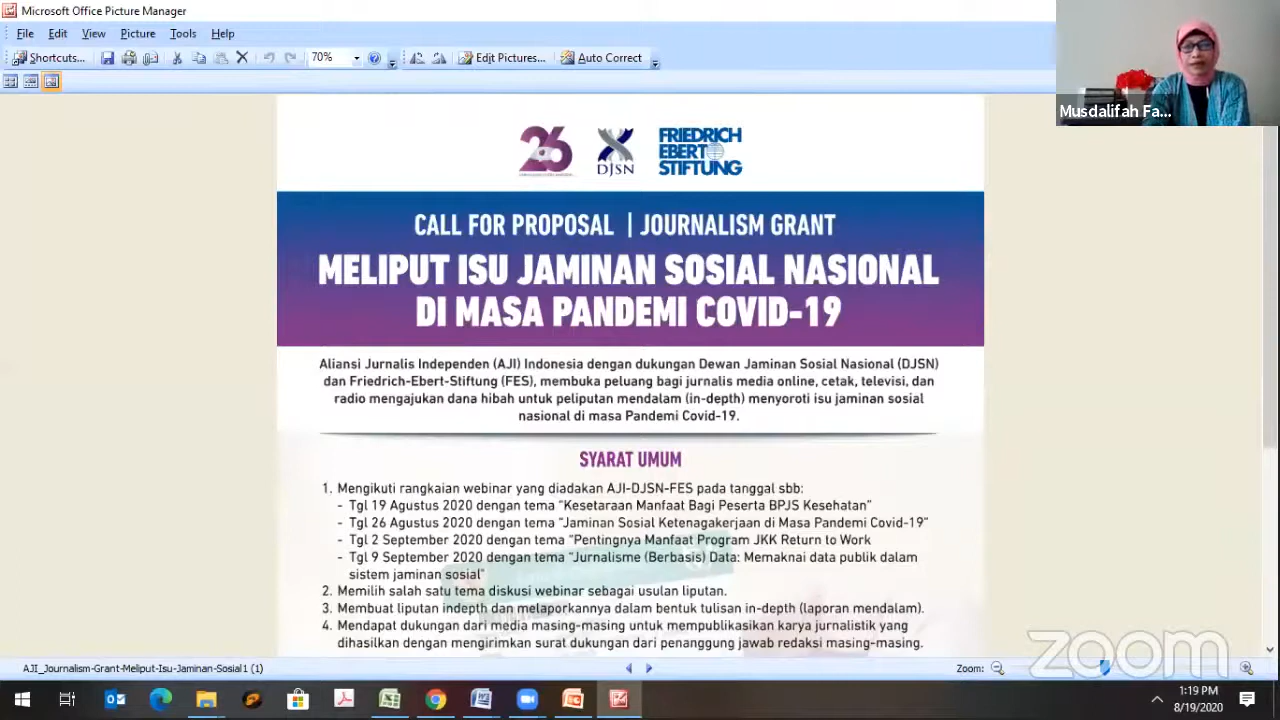 Microsoft Office Picture Manager
File Edit View Picture Tools Help
Shortcuts... 70% Edit Pictures... Auto Correct
Musdalifah Fa...
26 DJSN FRIEDRICH
EBERT
STIFTUNG
CALL FOR PROPOSAL | JOURNALISM GRANT
MELIPUT ISU JAMINAN SOSIAL NASIONAL
DI MASA PANDEMI COVID-19
Aliansi Jurnalis Independen (AJI) Indonesia dengan dukungan Dewan Jaminan Sosial Nasional (DJSN)
dan Friedrich-Ebert-Stiftung (FES), membuka peluang bagi jurnalis media online, cetak, televisi, dan
radio mengajukan dana hibah untuk peliputan mendalam (in-depth) menyoroti isu jaminan sosial
nasional di masa Pandemi Covid-19.
SYARAT UMUM
1. Mengikuti rangkaian webinar yang diadakan AJI-DJSN-FES pada tanggal sbb:
- Tgl 19 Agustus 2020 dengan tema “Kesetaraan Manfaat Bagi Peserta BPJS Kesehatan”
- Tgl 26 Agustus 2020 dengan tema “Jaminan Sosial Ketenagakerjaan di Masa Pandemi Covid-19”
- Tgl 2 September 2020 dengan tema “Pentingnya Manfaat Program JKK Return to Work
- Tgl 9 September 2020 dengan tema “Jurnalisme (Berbasis) Data: Memaknai data publik dalam
sistem jaminan sosial”
2. Memilih salah satu tema diskusi webinar sebagai usulan liputan.
3. Membuat liputan indepth dan melaporkannya dalam bentuk tulisan in-depth (laporan mendalam).
4. Mendapat dukungan dari media masing-masing untuk mempublikasikan karya jurnalistik yang
dihasilkan dengan mengirimkan surat dukungan dari penanggung jawab redaksi masing-masing.
zoom
AJI_Journalism-Grant-Meliput-Isu-Jaminan-Sosial1 (1) Zoom:
1:19 PM
8/19/2020